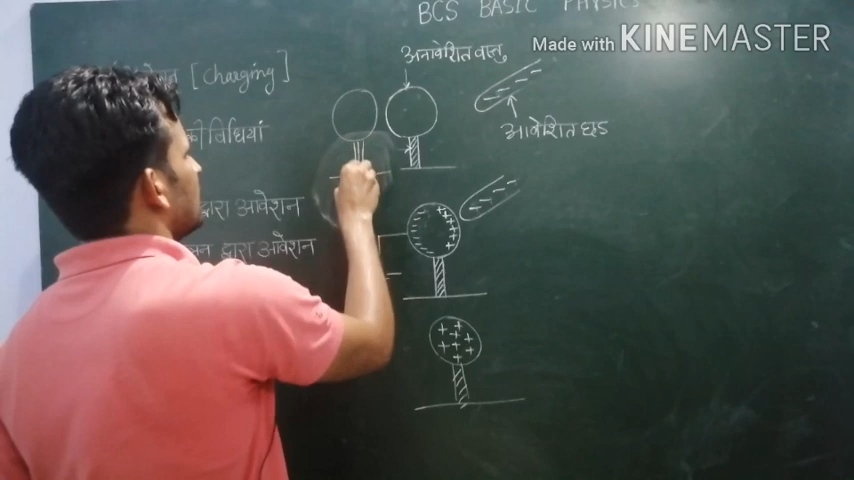 BCS BASIC PHYSICS
Made with KINEMASTER
[Charging]
अनावेशित वस्तु
आवेशित छड़
की विधियां
द्वारा आवेशन
द्वारा आवेशन